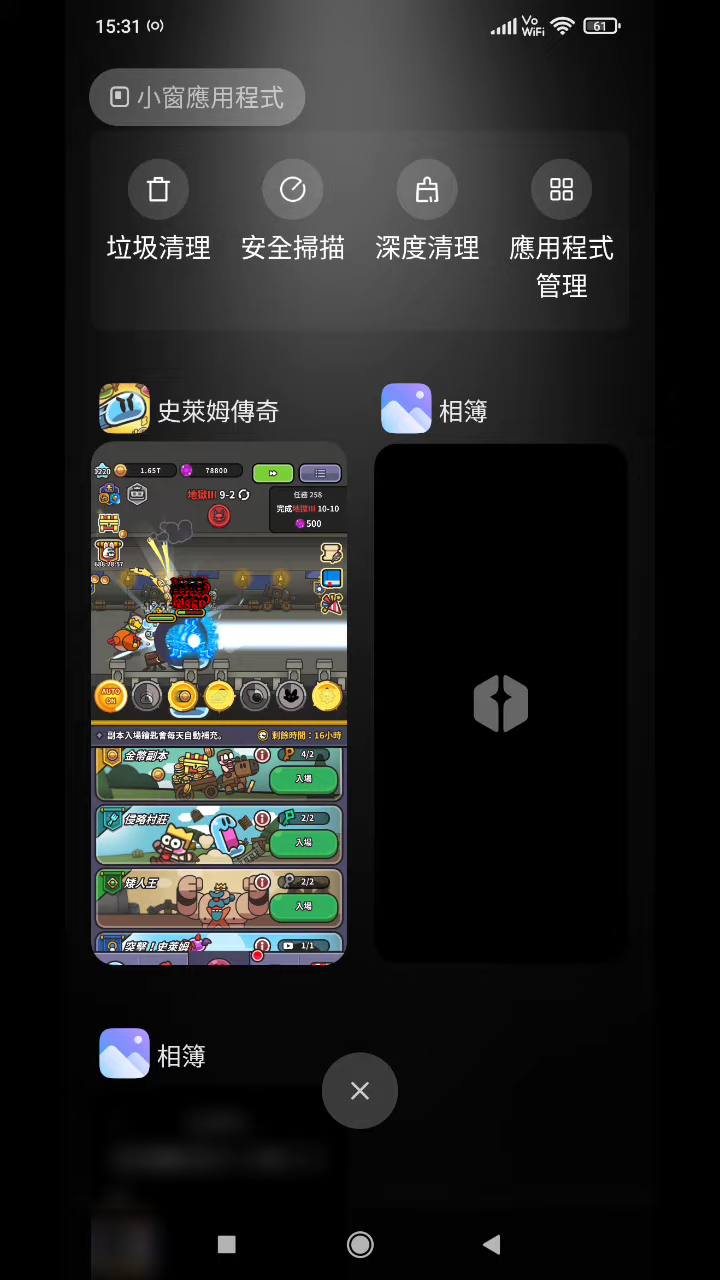 15:31
Vo
WiFi
61
小窗應用程式
垃圾清理
安全掃描
深度清理
應用程式
管理
史萊姆傳奇
相簿
1220
1.65T
78800
地獄III 9-2
任務 258
完成地獄III 10-10
500
AUTO
ON
副本入場鑰匙會每天自動補充。
剩餘時間：16小時
金幣副本
4/2
入場
侵略村莊
2/2
入場
矮人王
2/2
入場
突擊！史萊姆
1/1
相簿